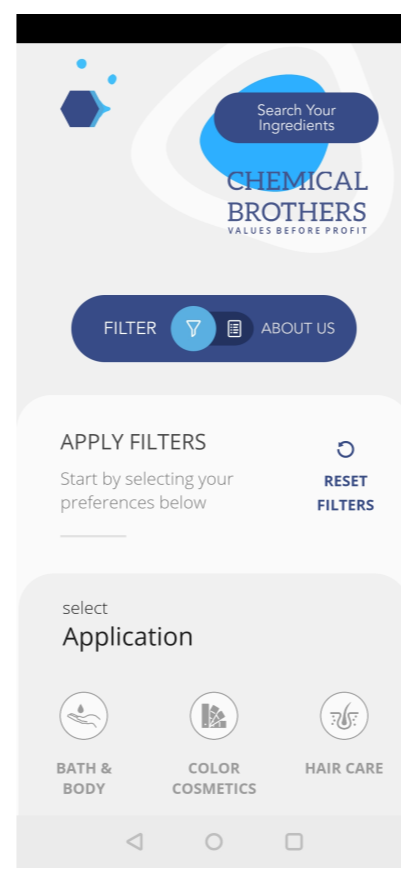 Search Your
Ingredients
CHEMICAL
BROTHERS
VALUES BEFORE PROFIT
FILTER
ABOUT US
APPLY FILTERS
Start by selecting your
preferences below
RESET
FILTERS
select
Application
BATH &
BODY
COLOR
COSMETICS
HAIR CARE